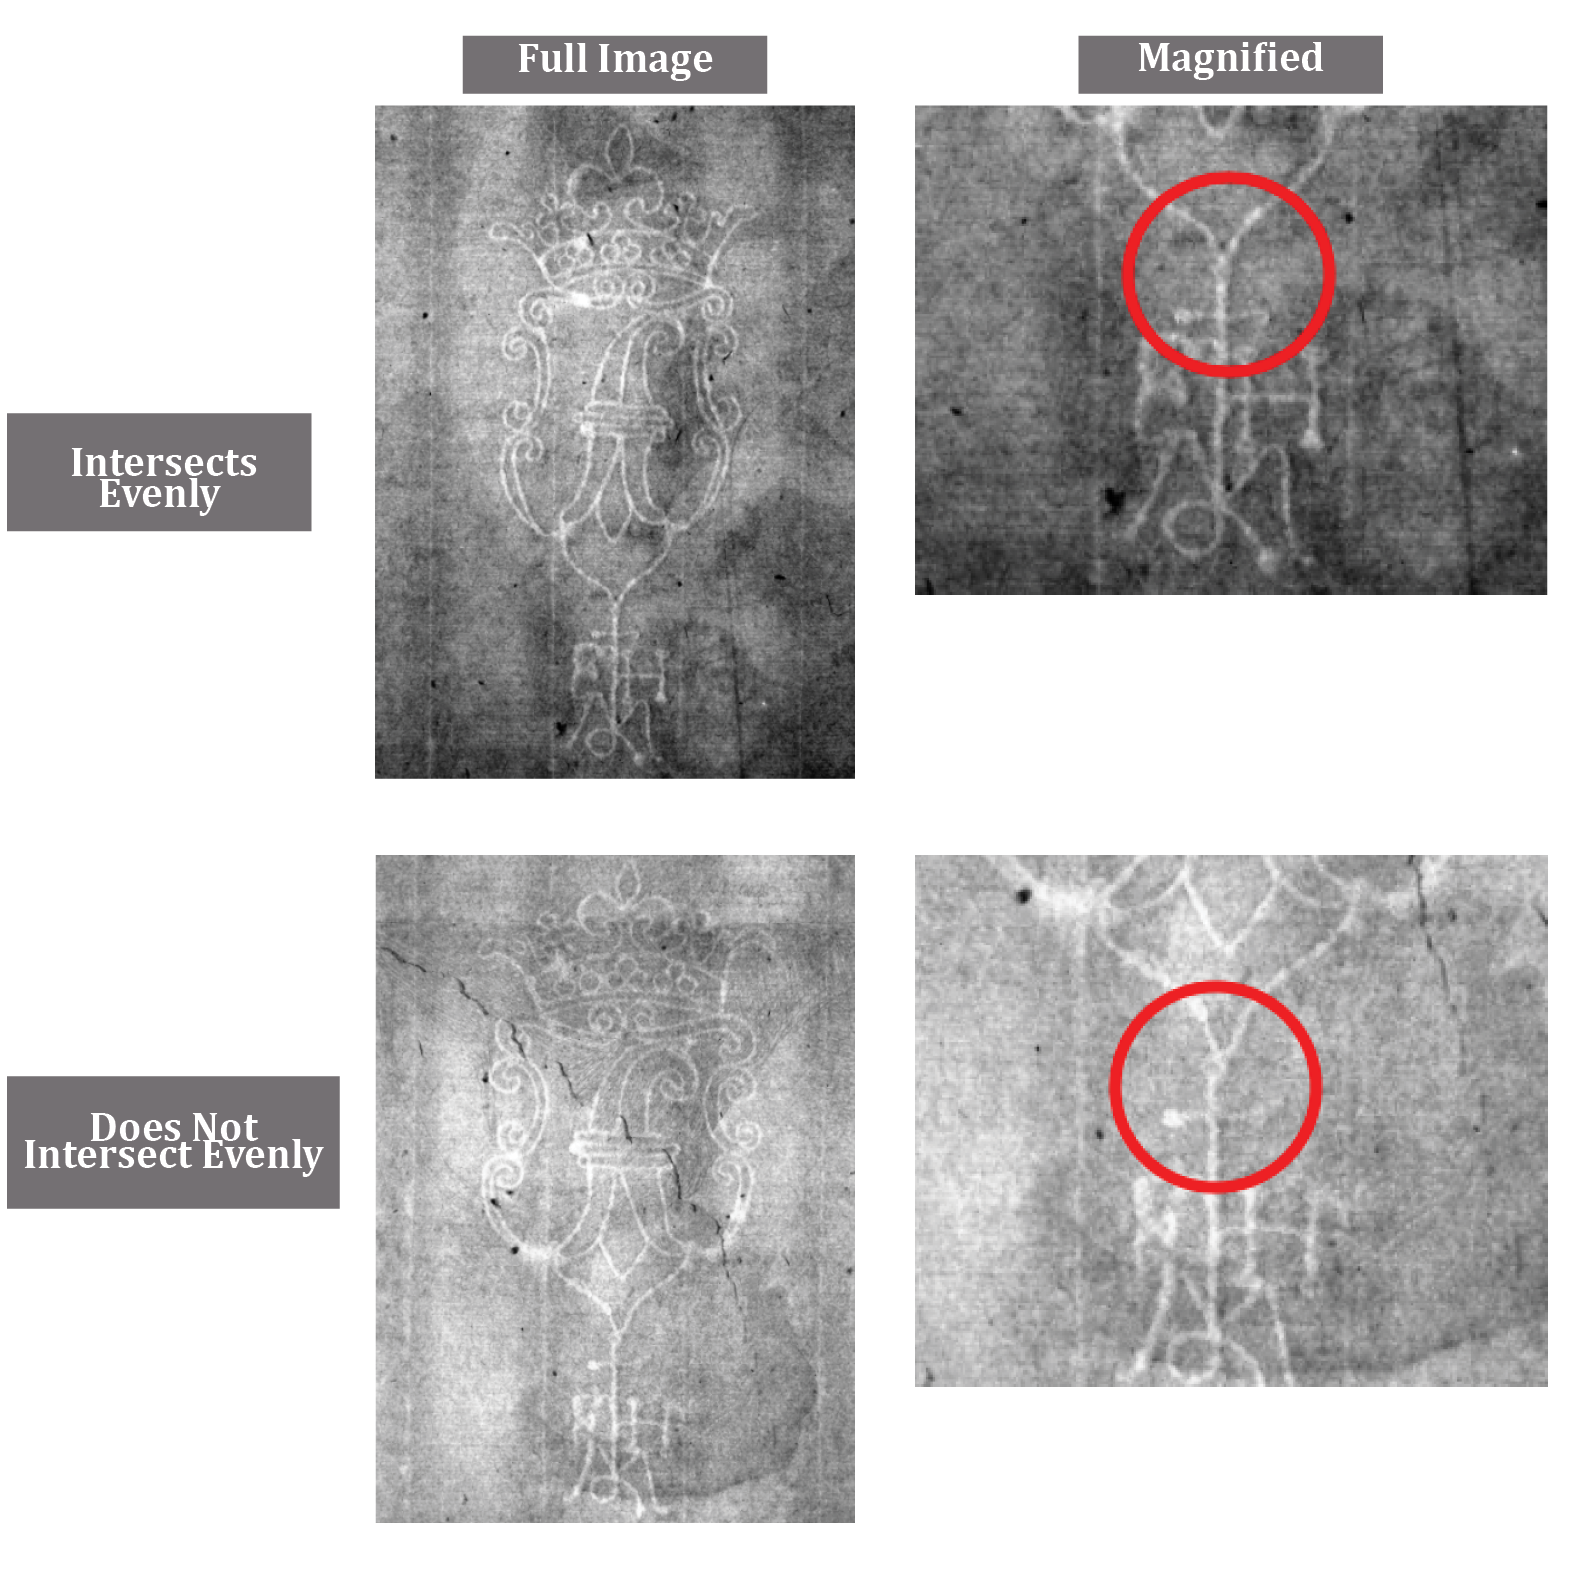 Full Image
Magnified
Intersects
Evenly
Does Not
Intersect Evenly